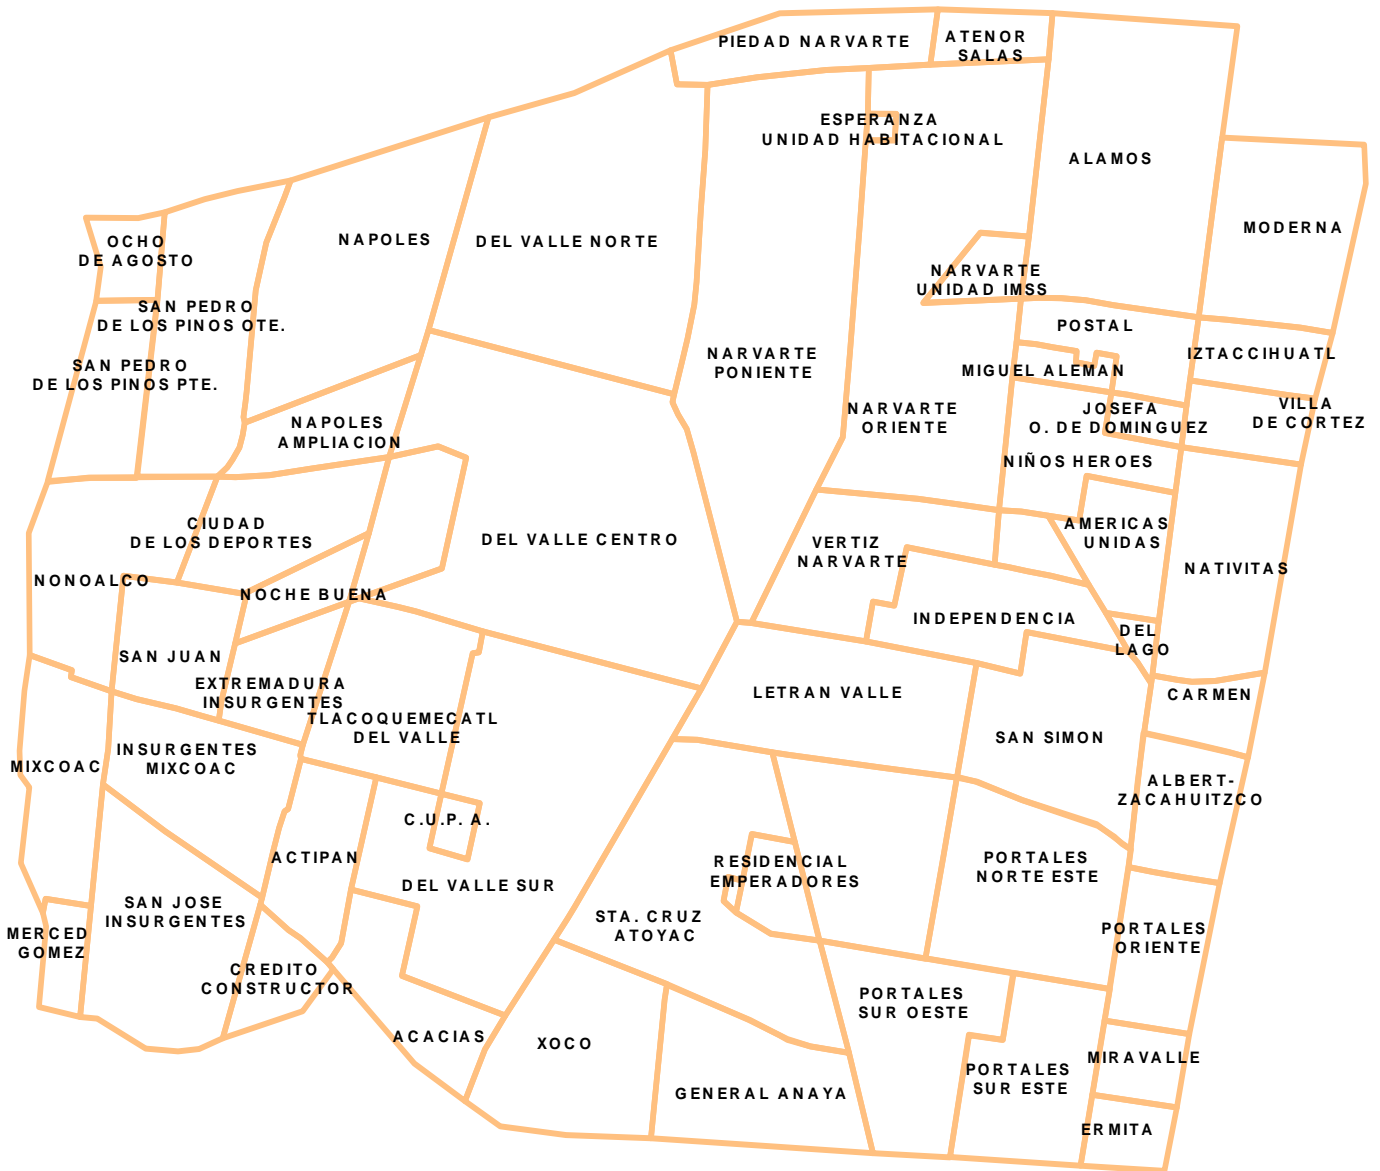 PIEDAD NARVARTE
ATENOR
SALAS
ESPERANZA
UNIDAD HABITACIONAL
ALAMOS
MODERNA
OCHO
DE AGOSTO
NAPOLES
DEL VALLE NORTE
NARVARTE
UNIDAD IMSS
SAN PEDRO
DE LOS PINOS OTE.
POSTAL
SAN PEDRO
DE LOS PINOS PTE.
NARVARTE
PONIENTE
IZTACCIHUATL
MIGUEL ALEMAN
NAPOLES
AMPLIACION
NARVARTE
ORIENTE
JOSEFA
O. DE DOMINGUEZ
VILLA
DE CORTEZ
NIÑOS HEROES
CIUDAD
DE LOS DEPORTES
DEL VALLE CENTRO
VERTIZ
NARVARTE
AMERICAS
UNIDAS
NATIVITAS
NONOALCO
NOCHE BUENA
INDEPENDENCIA
DEL
LAGO
SAN JUAN
EXTREMADURA
INSURGENTES
TLACOQUEMECATL
DEL VALLE
LETRAN VALLE
CARMEN
SAN SIMON
MIXCOAC
INSURGENTES
MIXCOAC
ALBERT-
ZACAHUITZCO
C.U.P.A.
ACTIPAN
DEL VALLE SUR
RESIDENCIAL
EMPERADORES
PORTALES
NORTE ESTE
SAN JOSE
INSURGENTES
STA. CRUZ
ATOYAC
MERCED
GOMEZ
PORTALES
ORIENTE
CREDITO
CONSTRUCTOR
PORTALES
SUR OESTE
ACACIAS
XOCO
MIRAVALLE
PORTALES
SUR ESTE
GENERAL ANAYA
ERMITA